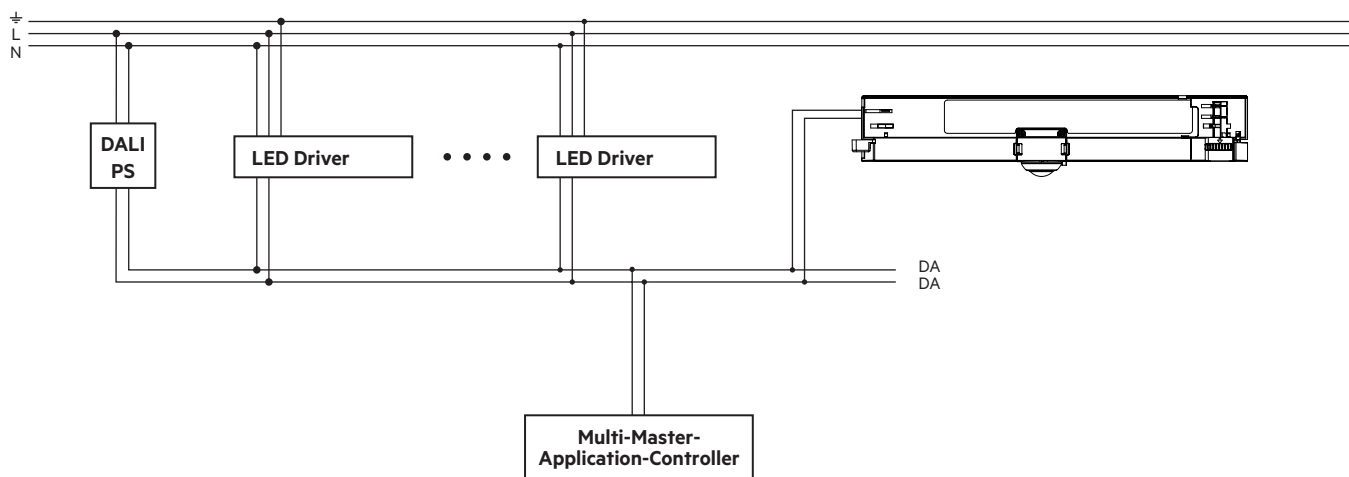 L
N
DALI
PS
LED Driver
LED Driver
DA
DA
Multi-Master-
Application-Controller